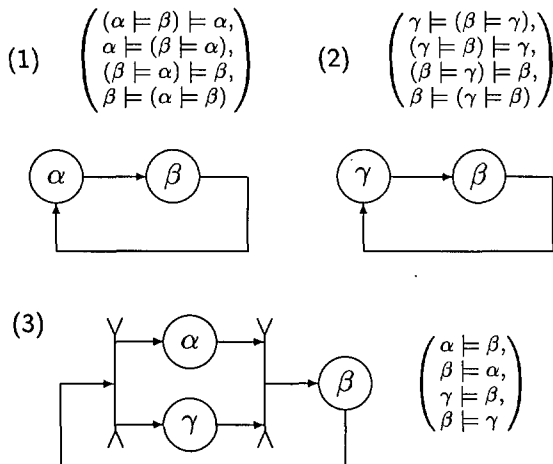 (1)
(α ⊨ β) ⊨ α,
α ⊨ (β ⊨ α),
(β ⊨ α) ⊨ β,
β ⊨ (α ⊨ β)
α β
(2)
γ ⊨ (β ⊨ γ),
(γ ⊨ β) ⊨ γ,
(β ⊨ γ) ⊨ β,
β ⊨ (γ ⊨ β)
γ β
(3)
α
γ
β
α ⊨ β,
β ⊨ α,
γ ⊨ β,
β ⊨ γ